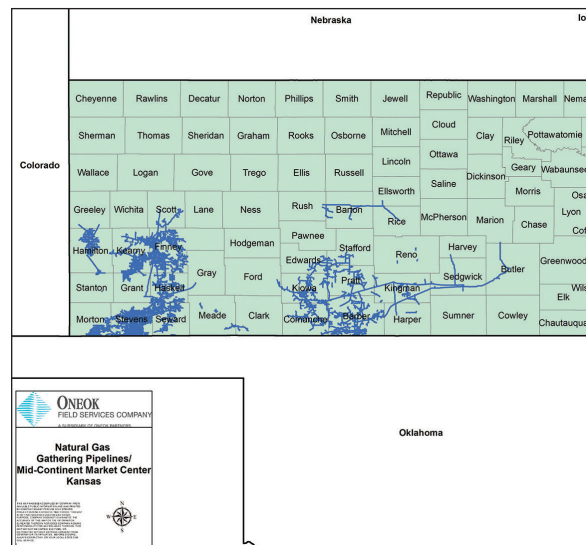 Nebraska
Io
Colorado
Cheyenne Rawlins Decatur Norton Phillips Smith Jewell Republic Washington Marshall Nema
Sherman Thomas Sheridan Graham Rooks Osborne Mitchell Cloud Clay Riley Pottawatomie
Wallace Logan Gove Trego Ellis Russell Lincoln Ottawa Dickinson Geary Wabaunsee
Ellsworth Saline Morris Osa
Greeley Wichita Scott Lane Ness Rush Barton Rice McPherson Marion Chase Lyon
Cof
Hamilton Kearny Finney Hodgeman Pawnee Stafford Reno Harvey Butler Greenwood
Edwards Sedgwick
Stanton Grant Haskell Gray Ford Kiowa Pratt Kingman Elk Wils
Morton Stevens Seward Meade Clark Comanche Barber Harper Sumner Cowley Chautauqua
Oklahoma
ONEOK
FIELD SERVICES COMPANY
A SUBSIDIARY OF ONEOK PARTNERS
Natural Gas
Gathering Pipelines/
Mid-Continent Market Center
Kansas
N
W E
S